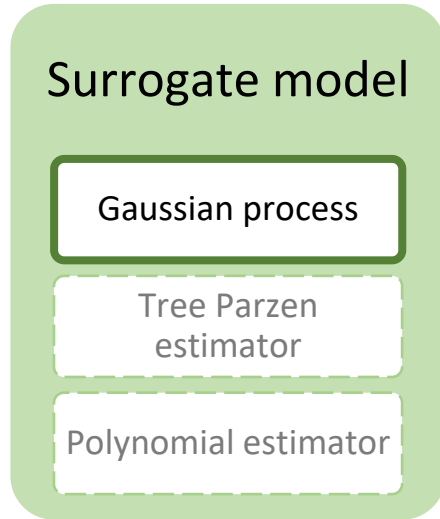 Surrogate model
Gaussian process
Tree Parzen
estimator
Polynomial estimator